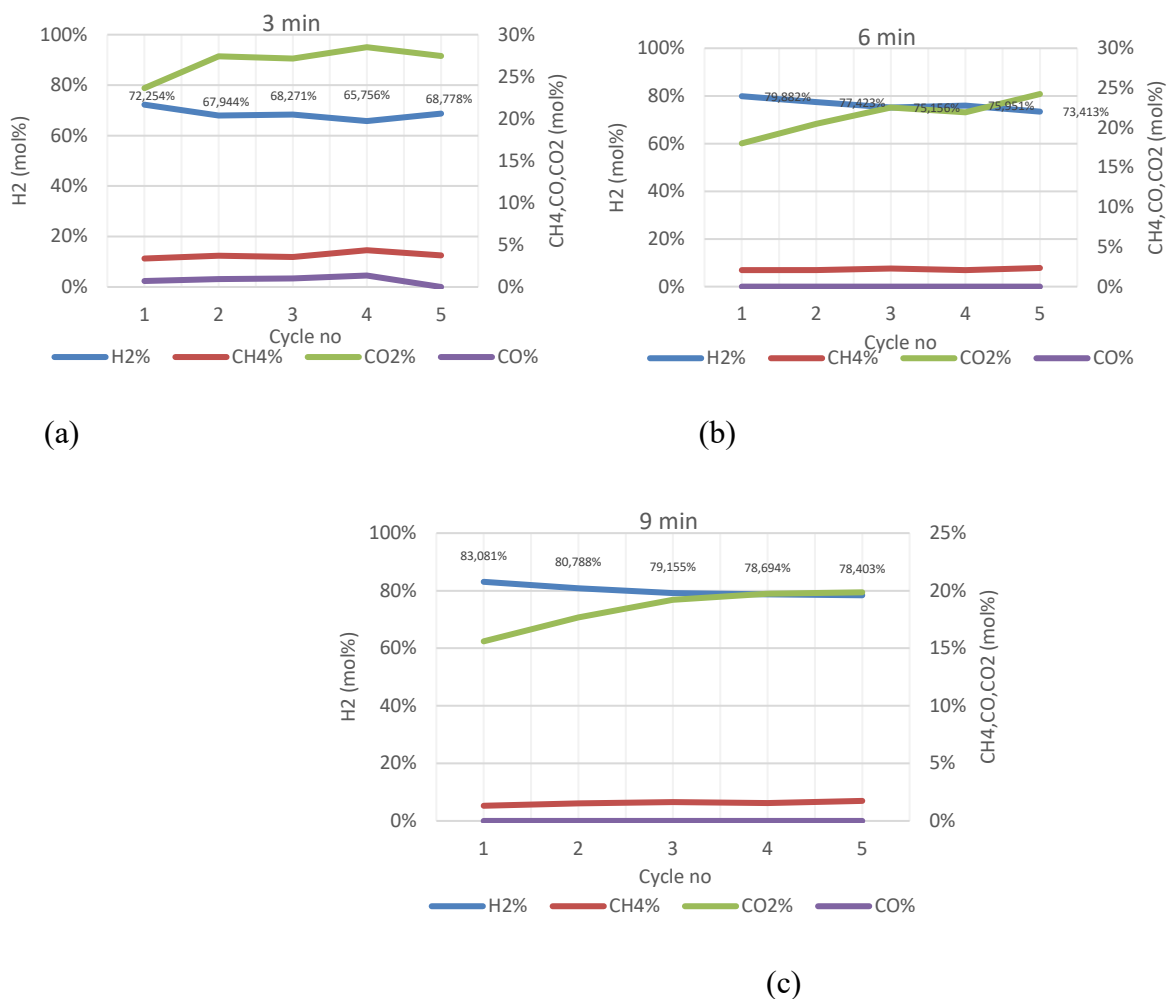 3 min
100%
80%
60%
40%
20%
0%
H2 (mol%)
72,254%
67,944%
68,271%
65,756%
68,778%
30%
25%
20%
15%
10%
5%
0%
CH4,CO,CO2 (mol%)
1 2 3 4 5
Cycle no
H2% CH4% CO2% CO%
(a)
6 min
100%
80%
60%
40%
20%
0%
H2 (mol%)
79,882%
77,423%
75,156%
75,951%
73,413%
30%
25%
20%
15%
10%
5%
0%
CH4,CO,CO2 (mol%)
1 2 3 4 5
Cycle no
H2% CH4% CO2% CO%
(b)
9 min
100%
80%
60%
40%
20%
0%
H2 (mol%)
83,081%
80,788%
79,155%
78,694%
78,403%
25%
20%
15%
10%
5%
0%
CH4,CO,CO2 (mol%)
1 2 3 4 5
Cycle no
H2% CH4% CO2% CO%
(c)